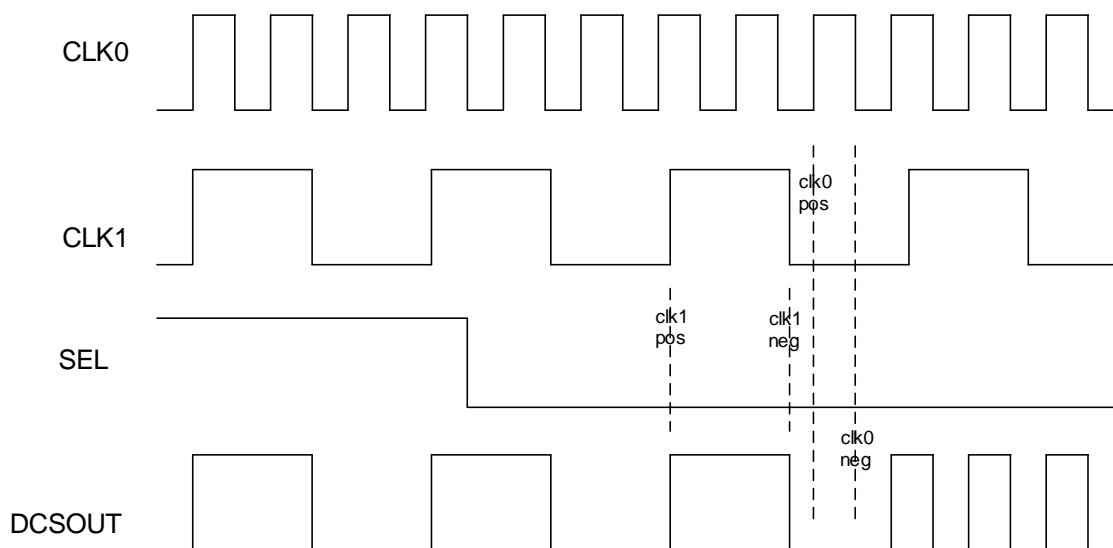 CLK0
clk0
pos
CLK1
clk1
pos
clk1
neg
SEL
clk0
neg
DCSOUT